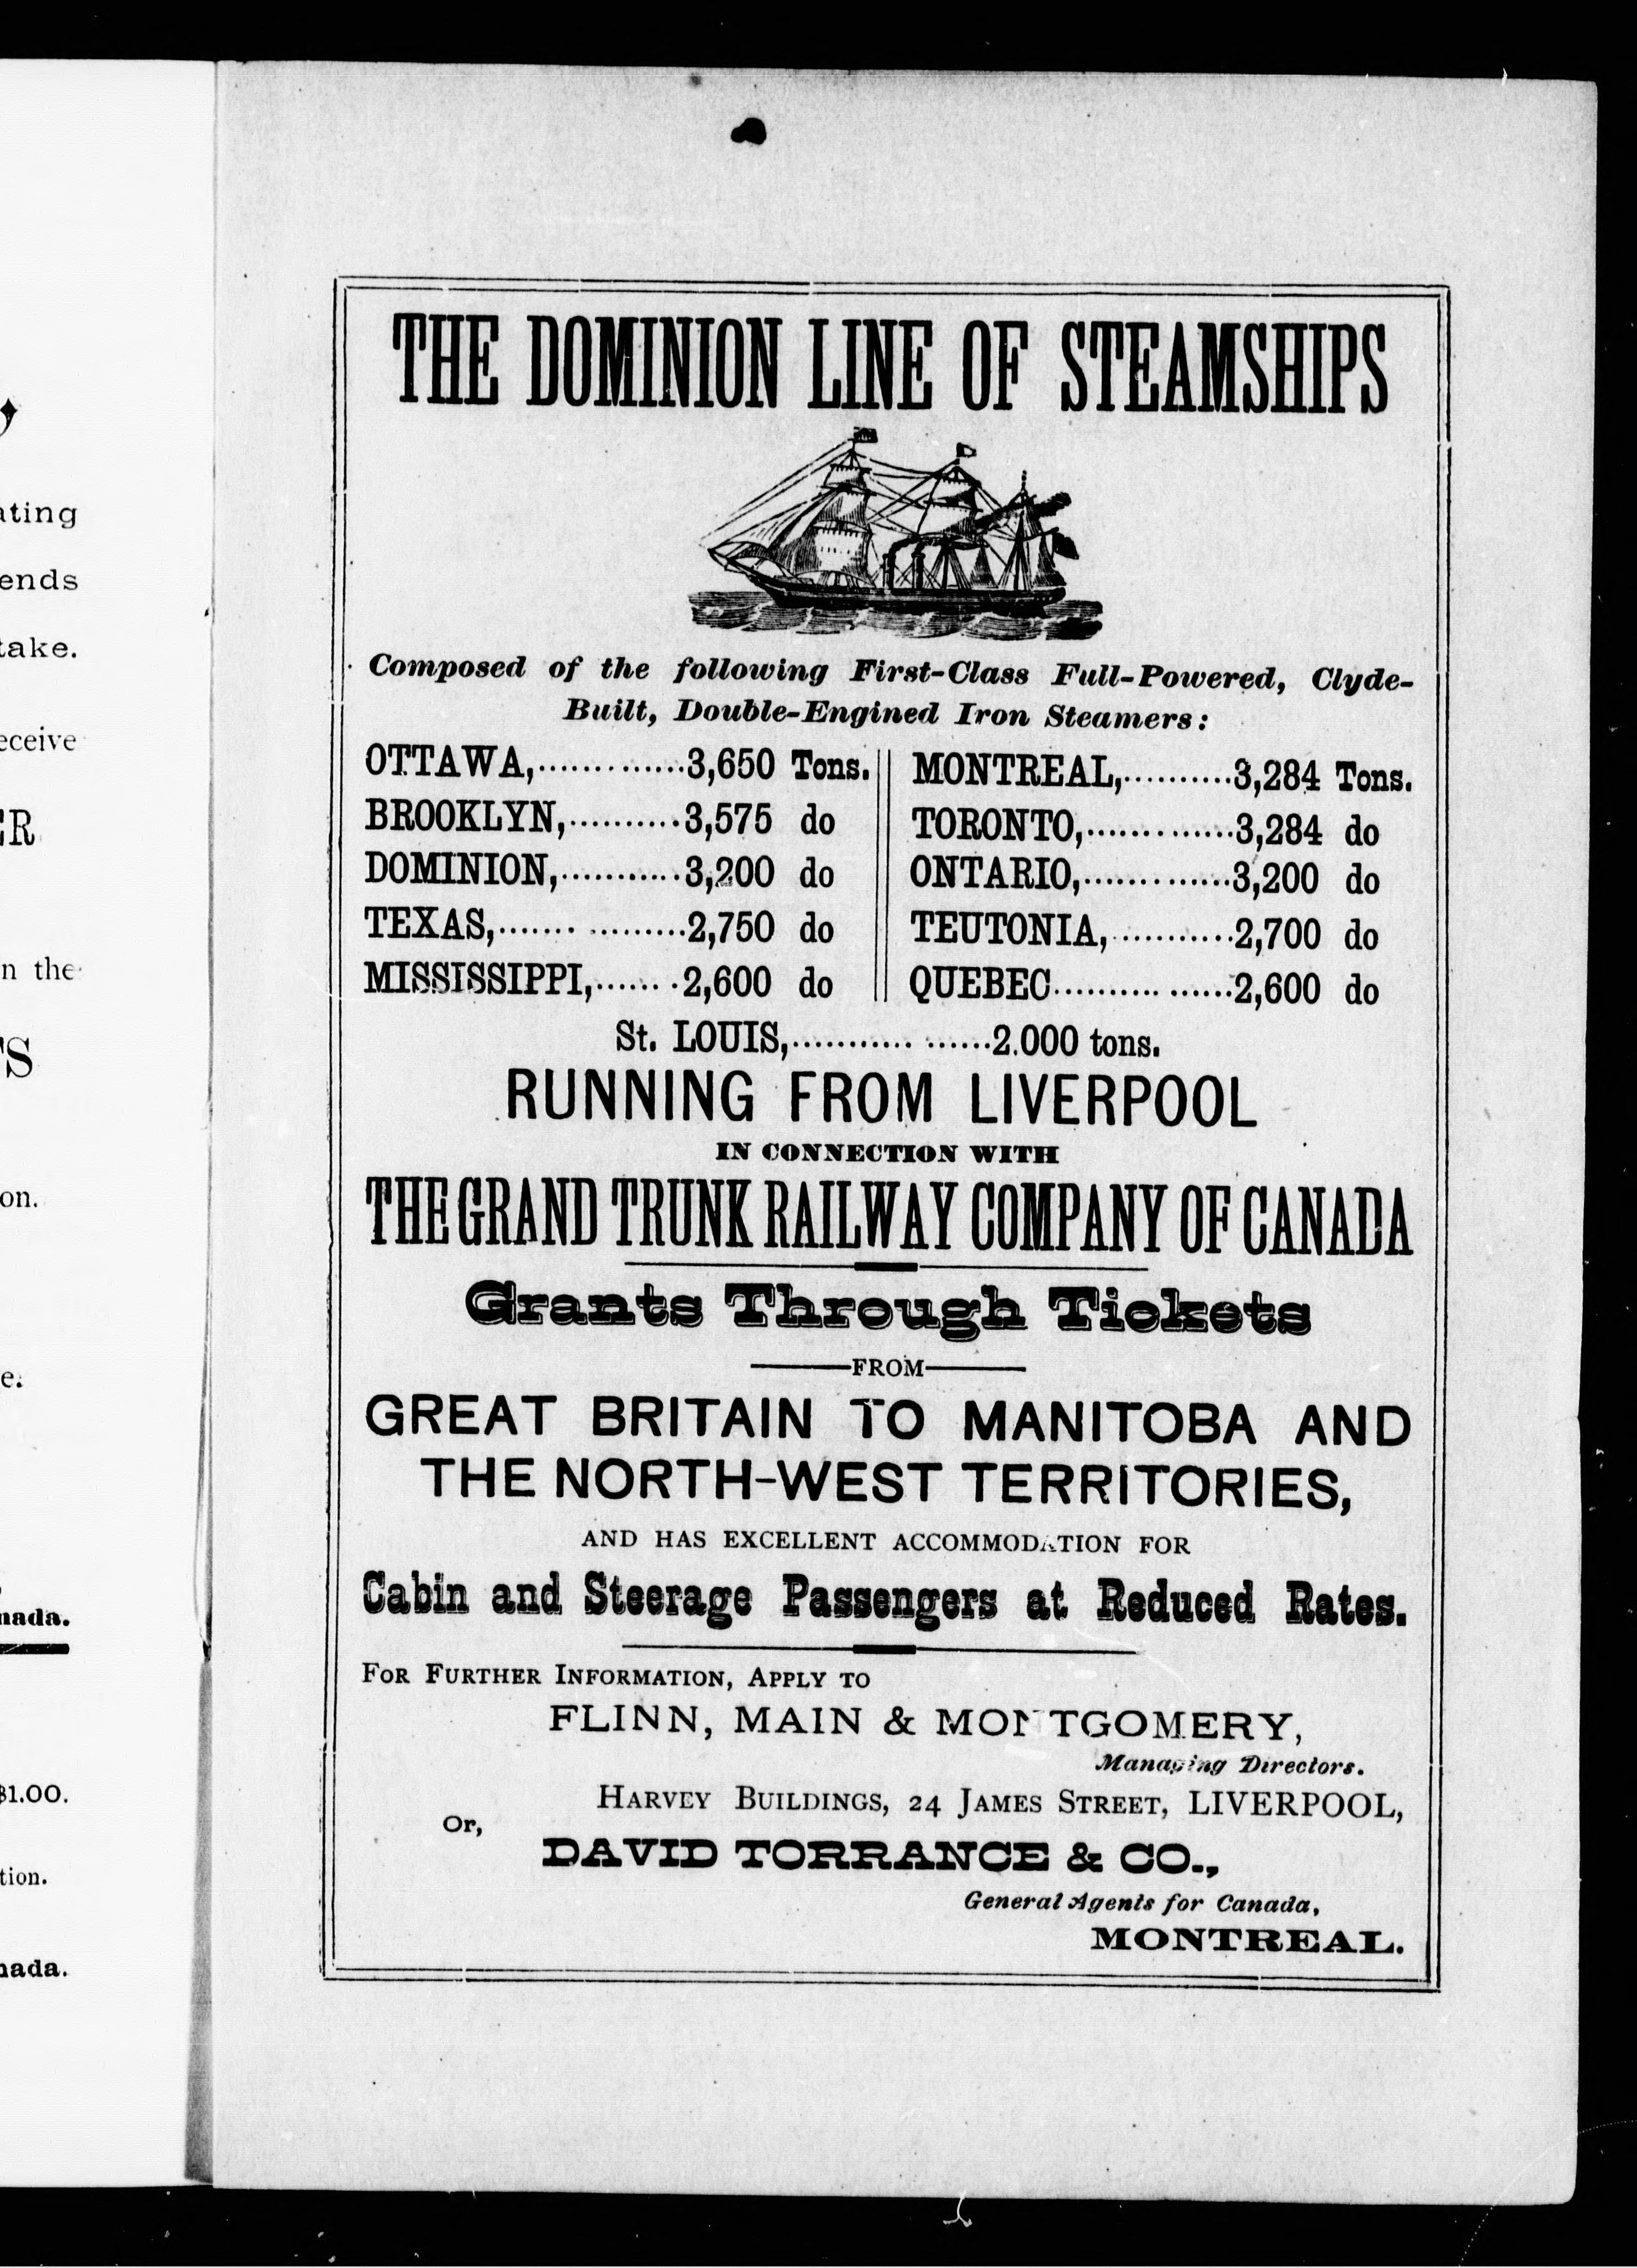 ating
ends
take.
eceive
ER
n the
TS
on.
e.
nada.
$1.00.
tion.
nada.
THE DOMINION LINE OF STEAMSHIPS
Composed of the following First-Class Full-Powered, Clyde-
Built, Double-Engined Iron Steamers:
OTTAWA,..............3,650 Tons. MONTREAL,..........3,284 Tons.
BROOKLYN,..........3,575 do TORONTO,..............3,284 do
DOMINION,...........3,200 do ONTARIO,..............3,200 do
TEXAS,.................2,750 do TEUTONIA,...........2,700 do
MISSISSIPPI,........2,600 do QUEBEC.................2,600 do
St. LOUIS,.................2.000 tons.
RUNNING FROM LIVERPOOL
IN CONNECTION WITH
THE GRAND TRUNK RAILWAY COMPANY OF CANADA
Grants Through Tickets
FROM
GREAT BRITAIN TO MANITOBA AND
THE NORTH-WEST TERRITORIES,
AND HAS EXCELLENT ACCOMMODATION FOR
Cabin and Steerage Passengers at Reduced Rates.
FOR FURTHER INFORMATION, APPLY TO
FLINN, MAIN & MONTGOMERY,
Managing Directors.
HARVEY BUILDINGS, 24 JAMES STREET, LIVERPOOL,
Or,
DAVID TORRANCE & CO.,
General Agents for Canada,
MONTREAL.